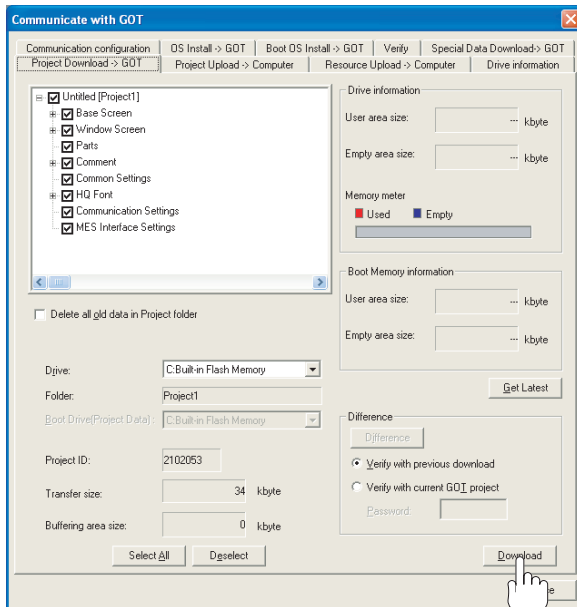 Communicate with GOT
Communication configuration OS Install -> GOT Boot OS Install -> GOT Verify Special Data Download-> GOT
Project Download -> GOT Project Upload -> Computer Resource Upload -> Computer Drive information
Untitled [Project1]
Base Screen
Window Screen
Parts
Comment
Common Settings
HQ Font
Communication Settings
MES Interface Settings
Delete all old data in Project folder
Drive: C:Built-in Flash Memory
Folder: Project1
Boot Drive(Project Data) : C:Built-in Flash Memory
Project ID: 2102053
Transfer size: 34 kbyte
Buffering area size: 0 kbyte
Select All Deselect
Drive information
User area size: --- kbyte
Empty area size: --- kbyte
Memory meter
Used Empty
Boot Memory information
User area size: --- kbyte
Empty area size: --- kbyte
Get Latest
Difference
Difference
Verify with previous download
Verify with current GOT project
Password
Download